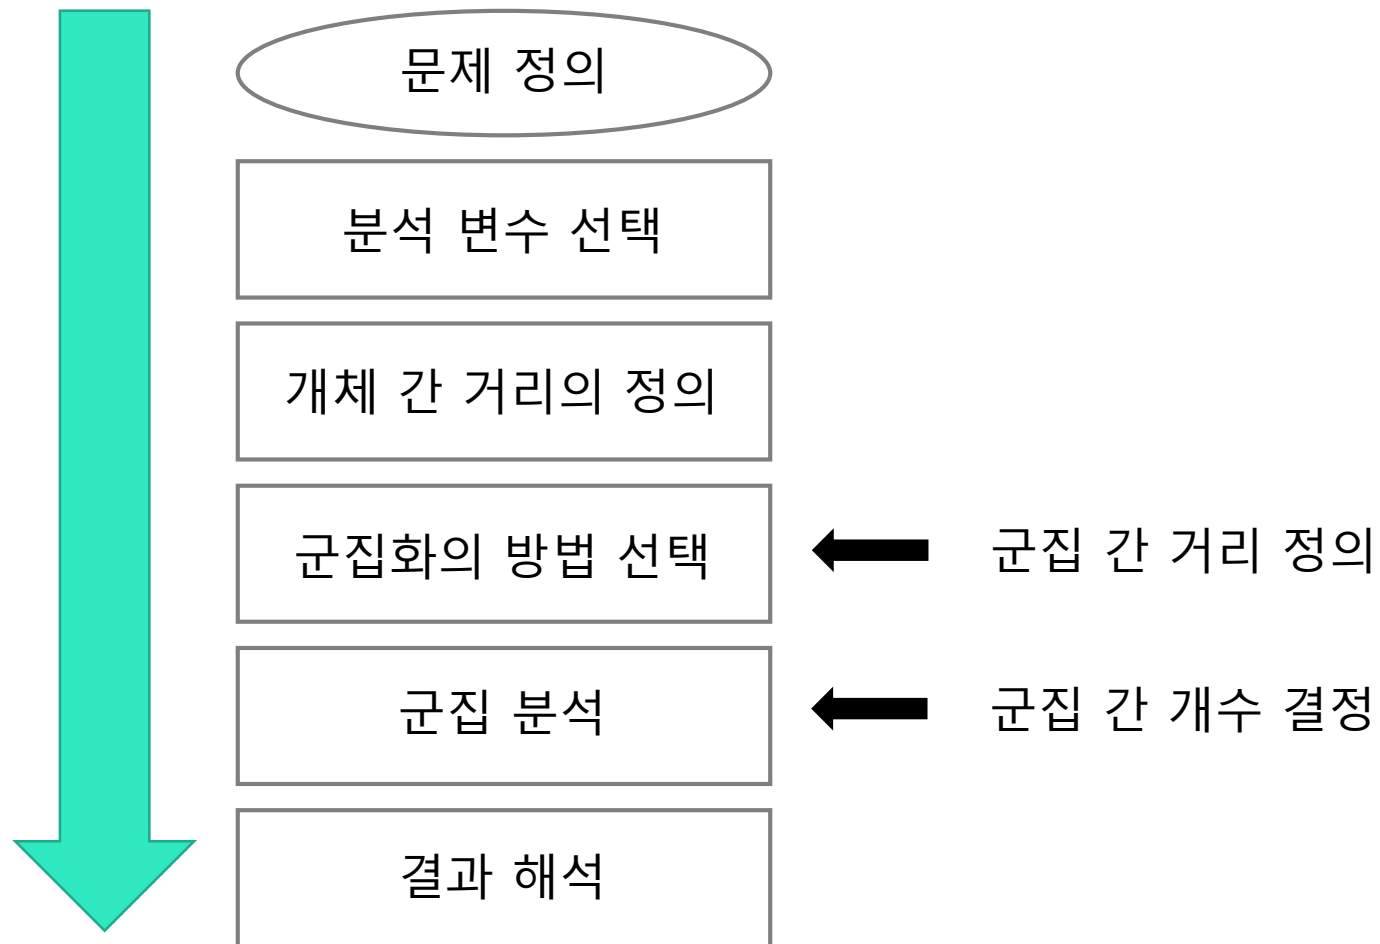 문제 정의
분석 변수 선택
개체 간 거리의 정의
군집화의 방법 선택
군집 간 거리 정의
군집 분석
군집 간 개수 결정
결과 해석